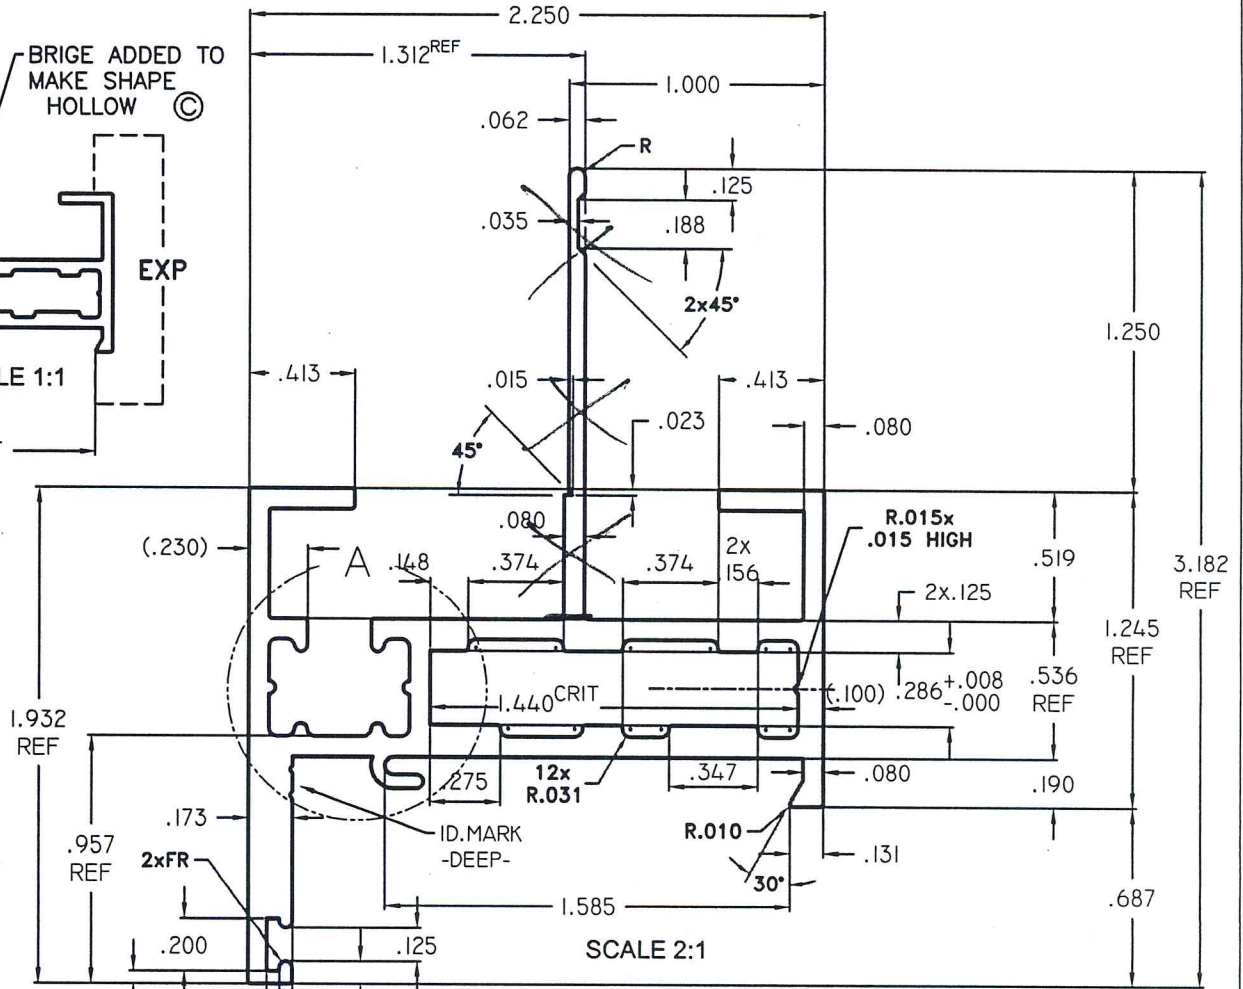 2.250
1.312 REF
1.000
BRIGE ADDED TO
MAKE SHAPE
HOLLOW Ⓒ
.062
R
.125
.035
.188
EXP
2x45°
1.250
LE 1:1
.413
.015
.413
.023
.080
45°
.080
R.015x
.015 HIGH
(.230)
A
.148
.374
.374
2x
.156
.519
3.182
REF
2x.125
1.245
REF
1.440 CRIT
(.100)
.286 +.008
-.000
.536
REF
1.932
REF
.275
12x
R.031
.347
.080
.190
.173
ID.MARK
-DEEP-
R.010
.131
.957
REF
2xFR
30°
1.585
.687
.200
.125
SCALE 2:1